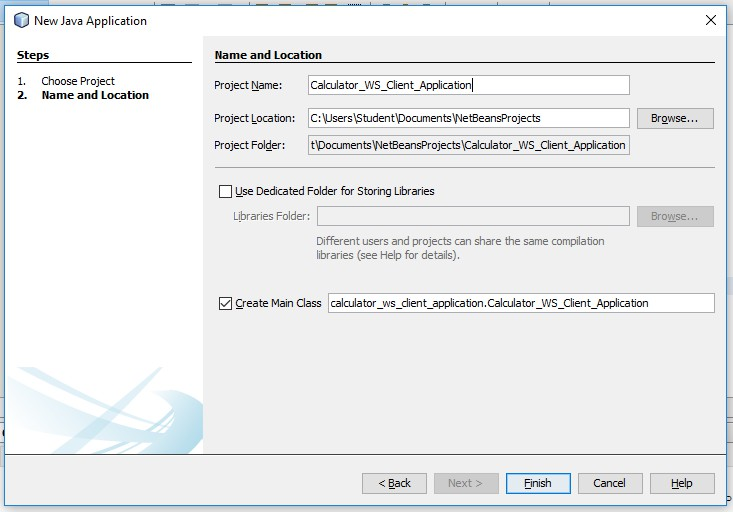 New Java Application
Steps
1. Choose Project
2. Name and Location
Name and Location
Project Name: Calculator_WS_Client_Application
Project Location: C:\Users\Student\Documents\NetBeansProjects Browse...
Project Folder: t\Documents\NetBeansProjects\Calculator_WS_Client_Application
Use Dedicated Folder for Storing Libraries
Libraries Folder: Browse...
Different users and projects can share the same compilation
libraries (see Help for details).
Create Main Class calculator_ws_client_application.Calculator_WS_Client_Application
< Back Next > Finish Cancel Help